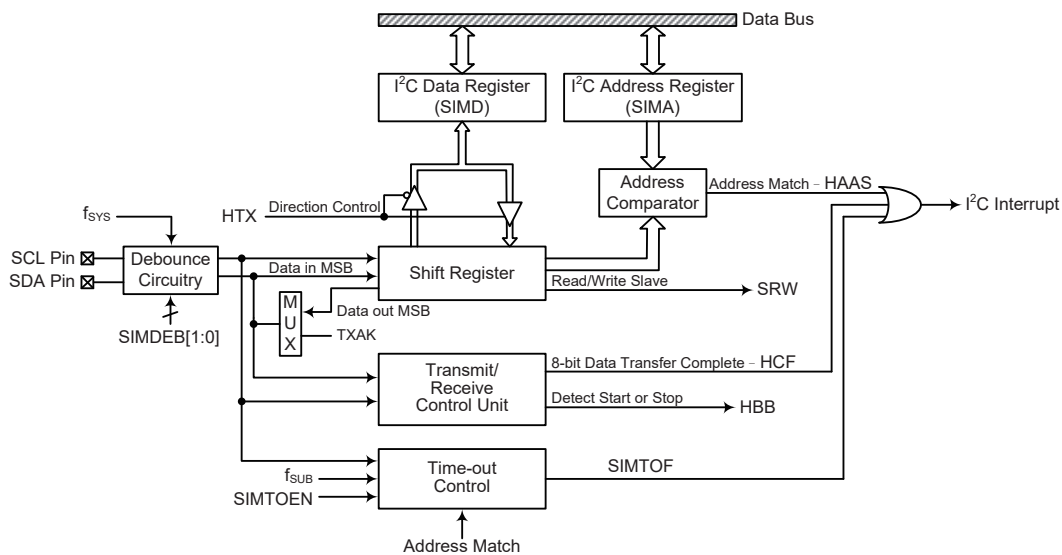 Data Bus
I²C Data Register
(SIMD)
I²C Address Register
(SIMA)
Address
Comparator
Address Match – HAAS
I²C Interrupt
HTX
Direction Control
fSYS
SCL Pin
SDA Pin
Debounce
Circuitry
SIMDEB[1:0]
Data in MSB
Shift Register
Read/Write Slave
SRW
M
U
X
Data out MSB
TXAK
Transmit/
Receive
Control Unit
8-bit Data Transfer Complete – HCF
Detect Start or Stop
HBB
fSUB
SIMTOEN
Time-out
Control
SIMTOF
Address Match